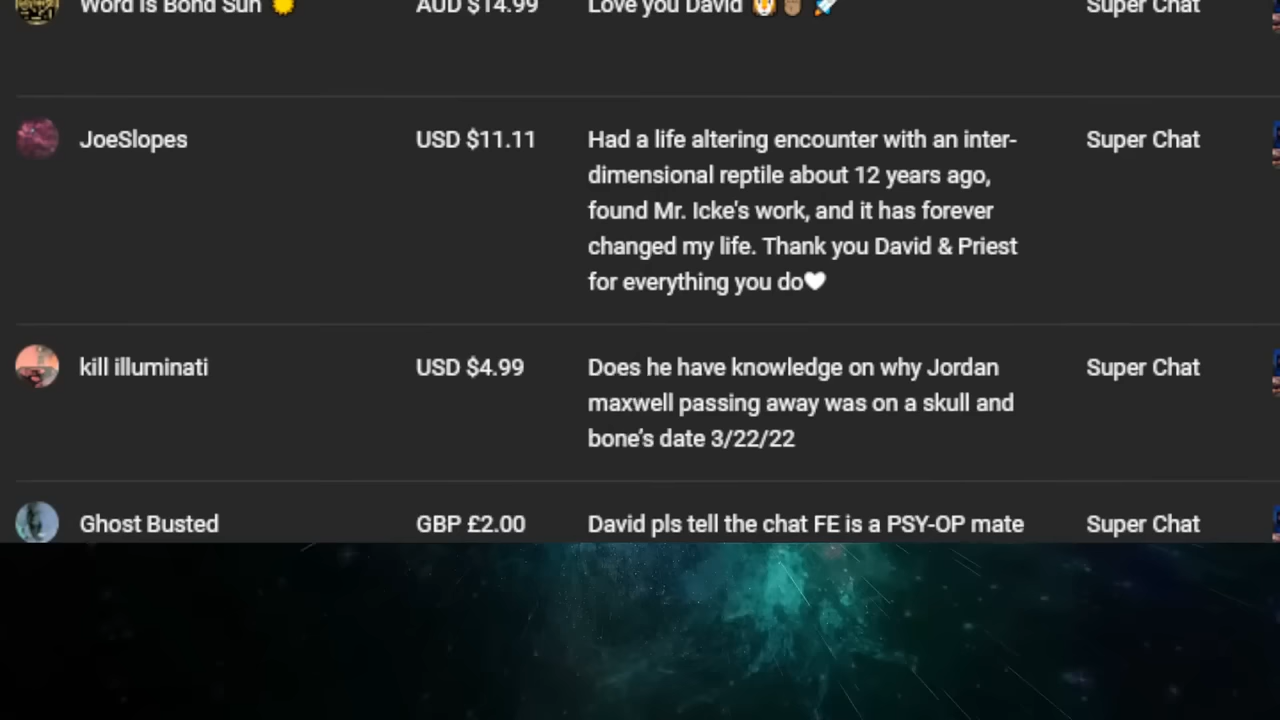 Word Is Bond Sun 🌞 AUD $14.99 Love you David 🦁✋🏾🚀 Super Chat
JoeSlopes USD $11.11 Had a life altering encounter with an inter- Super Chat
dimensional reptile about 12 years ago,
found Mr. Icke's work, and it has forever
changed my life. Thank you David & Priest
for everything you do🤍
kill illuminati USD $4.99 Does he have knowledge on why Jordan Super Chat
maxwell passing away was on a skull and
bone's date 3/22/22
Ghost Busted GBP £2.00 David pls tell the chat FE is a PSY-OP mate Super Chat